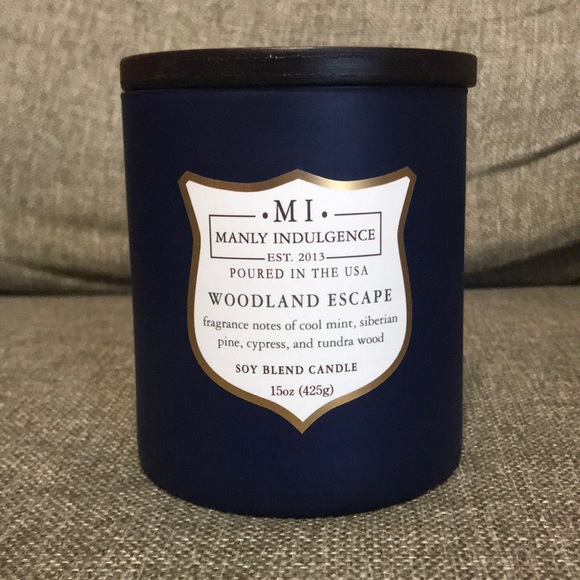 • M I •
MANLY INDULGENCE
EST. 2013
POURED IN THE USA
WOODLAND ESCAPE
fragrance notes of cool mint, siberian
pine, cypress, and tundra wood
SOY BLEND CANDLE
15oz (425g)